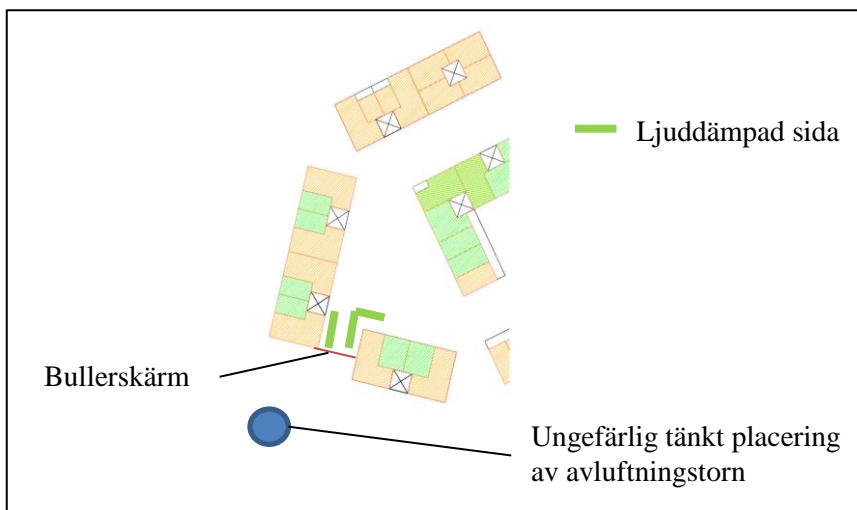 Ljuddämpad sida
Bullerskärm
Ungefärlig tänkt placering
av avluftningstorn